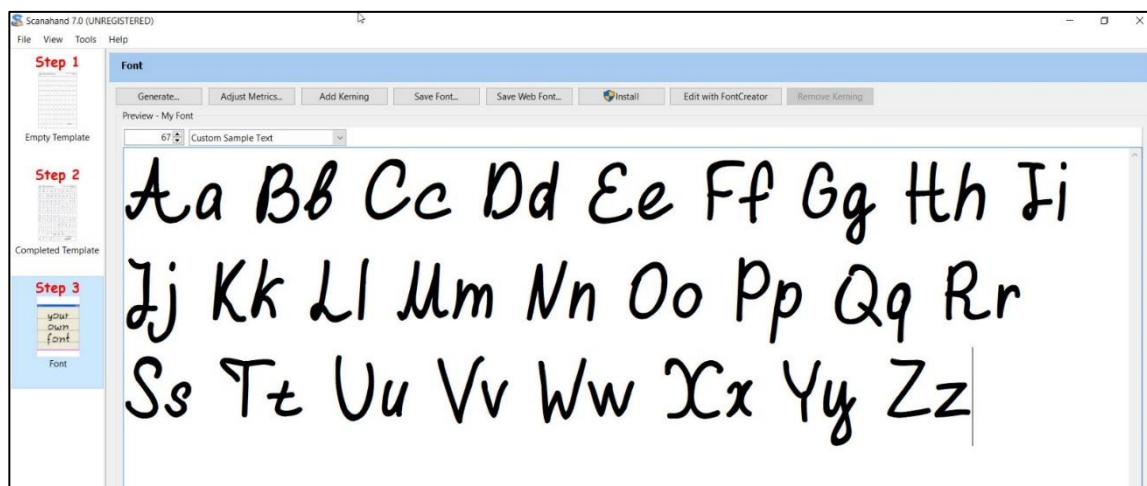 Scanahand 7.0 (UNREGISTERED)
File View Tools Help
Step 1
Empty Template
Step 2
Completed Template
Step 3
your
own
font
Font
Font
Generate... Adjust Metrics... Add Kerning Save Font... Save Web Font... Install Edit with FontCreator Remove Kerning
Preview - My Font
67 Custom Sample Text
Aa Bb Cc Dd Ee Ff Gg Hh Ii
Jj Kk Ll Mm Nn Oo Pp Qq Rr
Ss Tt Uu Vv Ww Xx Yy Zz